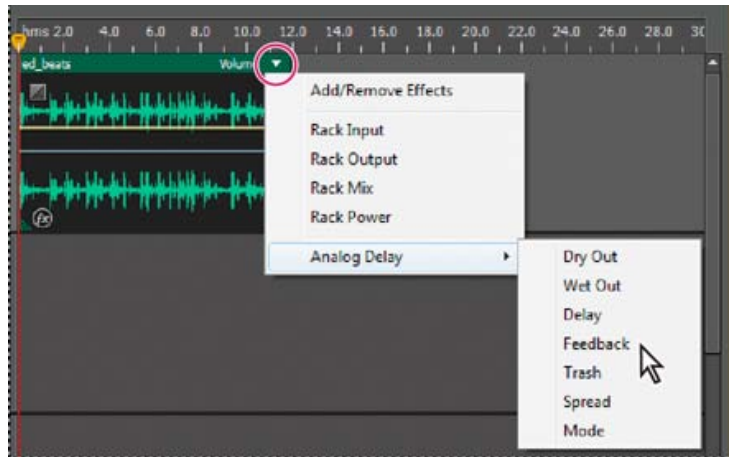 hms 2.0 4.0 6.0 8.0 10.0 12.0 14.0 16.0 18.0 20.0 22.0 24.0 26.0 28.0 30
ed_beats Volum
Add/Remove Effects
Rack Input
Rack Output
Rack Mix
Rack Power
fx
Analog Delay
Dry Out
Wet Out
Delay
Feedback
Trash
Spread
Mode